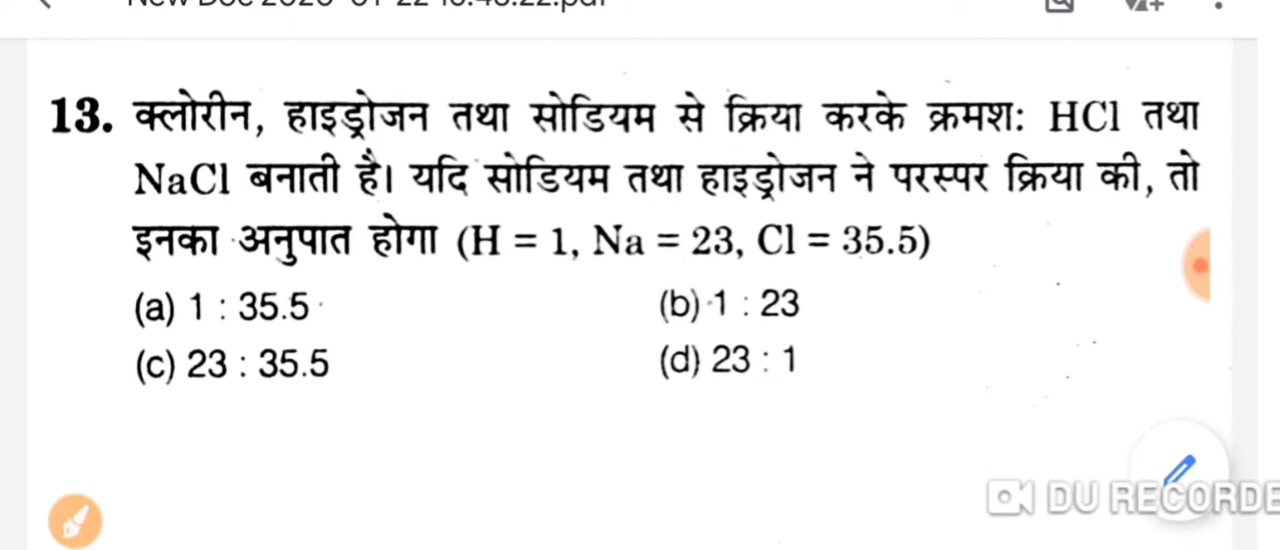 13. क्लोरीन, हाइड्रोजन तथा सोडियम से क्रिया करके क्रमश: HCl तथा
NaCl बनाती है। यदि सोडियम तथा हाइड्रोजन ने परस्पर क्रिया की, तो
इनका अनुपात होगा (H = 1, Na = 23, Cl = 35.5)
(a) 1 : 35.5 (b) 1 : 23
(c) 23 : 35.5 (d) 23 : 1
DU RECORDE